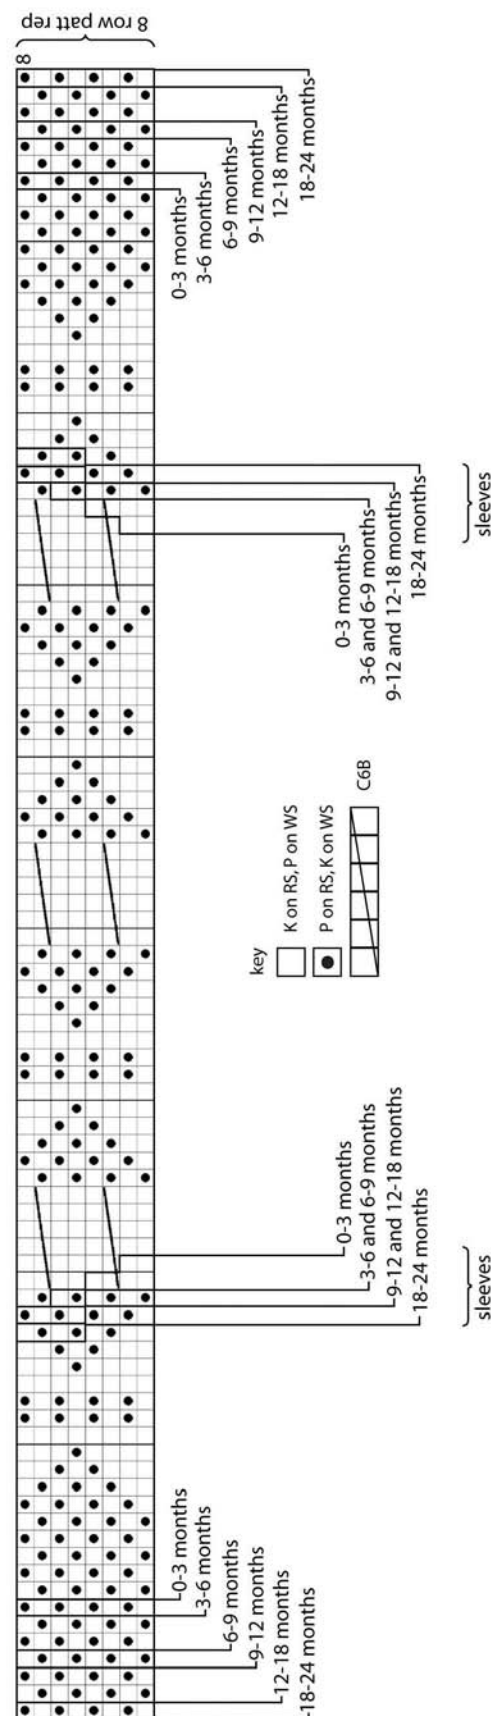 8 row patt rep
8
0-3 months
3-6 months
6-9 months
9-12 months
12-18 months
18-24 months
0-3 months
3-6 and 6-9 months
9-12 and 12-18 months
18-24 months
sleeves
key
K on RS, P on WS
P on RS, K on WS
C6B
0-3 months
3-6 and 6-9 months
9-12 and 12-18 months
18-24 months
sleeves
0-3 months
3-6 months
6-9 months
9-12 months
12-18 months
18-24 months